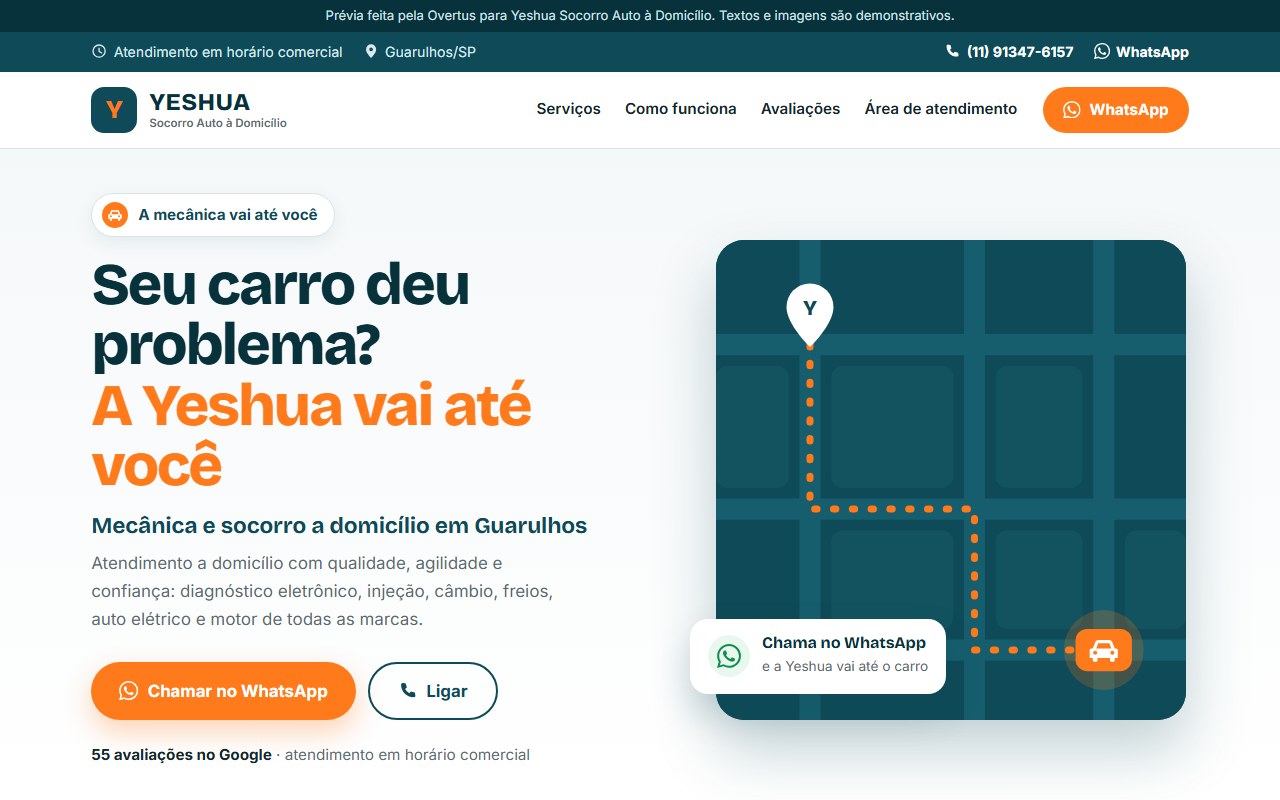 Prévia feita pela Overtus para Yeshua Socorro Auto à Domicílio. Textos e imagens são demonstrativos.
Atendimento em horário comercial
Guarulhos/SP
(11) 91347-6157
WhatsApp
Y
YESHUA
Socorro Auto à Domicílio
Serviços
Como funciona
Avaliações
Área de atendimento
WhatsApp
A mecânica vai até você
Seu carro deu
problema?
A Yeshua vai até
você
Mecânica e socorro a domicílio em Guarulhos
Atendimento a domicílio com qualidade, agilidade e
confiança: diagnóstico eletrônico, injeção, câmbio, freios,
auto elétrico e motor de todas as marcas.
Chamar no WhatsApp
Ligar
55 avaliações no Google · atendimento em horário comercial
Y
Chama no WhatsApp
e a Yeshua vai até o carro